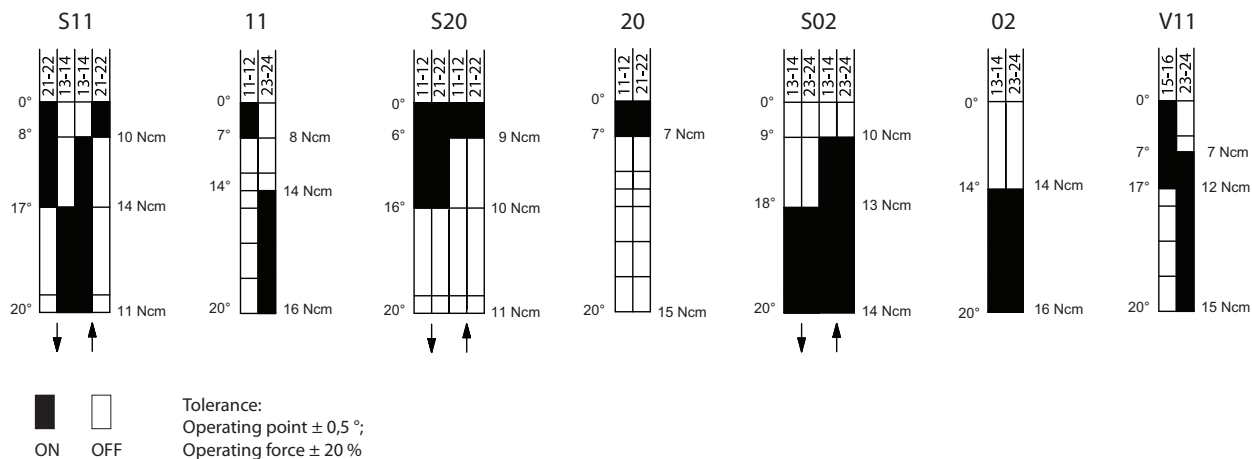 S11
21-22
13-14
13-14
21-22
0°
8°
10 Ncm
17°
14 Ncm
20°
11 Ncm
11
11-12
23-24
0°
7°
8 Ncm
14°
14 Ncm
20°
16 Ncm
S20
11-12
21-22
11-12
21-22
0°
6°
9 Ncm
16°
10 Ncm
20°
11 Ncm
20
11-12
21-22
0°
7°
7 Ncm
20°
15 Ncm
S02
13-14
23-24
13-14
23-24
0°
9°
10 Ncm
18°
13 Ncm
20°
14 Ncm
02
13-14
23-24
0°
14°
14 Ncm
20°
16 Ncm
V11
15-16
23-24
0°
7°
7 Ncm
17°
12 Ncm
20°
15 Ncm
ON
OFF
Tolerance:
Operating point ± 0,5 °;
Operating force ± 20 %